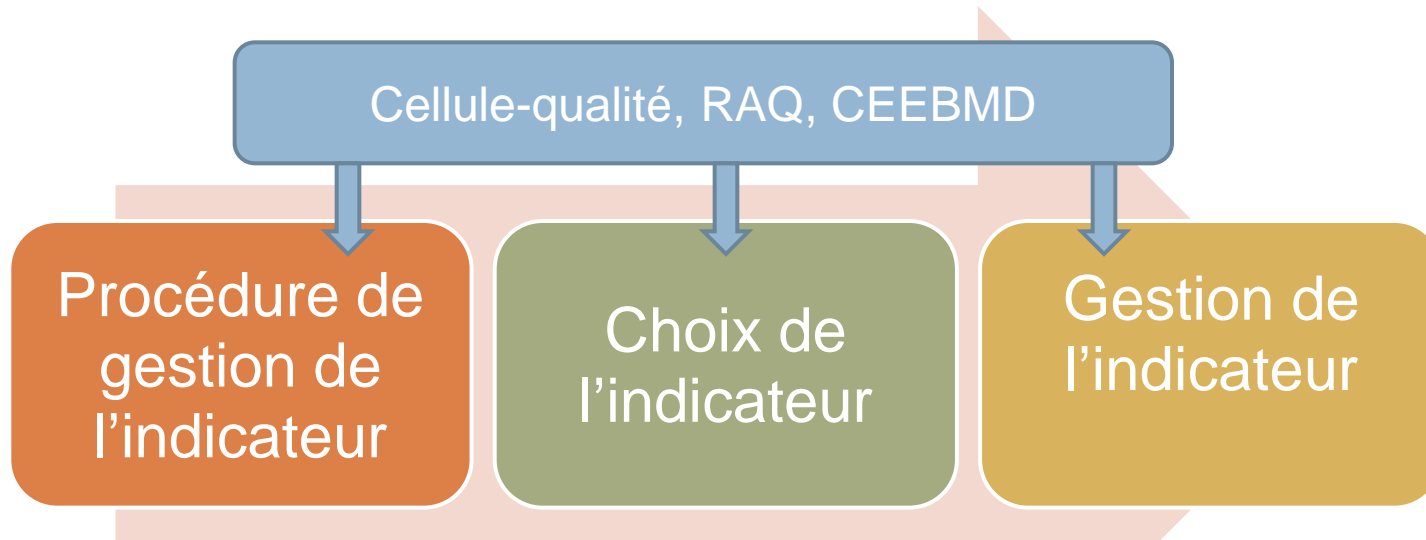 Cellule-qualité, RAQ, CEEBMD
Procédure de
gestion de
l’indicateur
Choix de
l’indicateur
Gestion de
l’indicateur